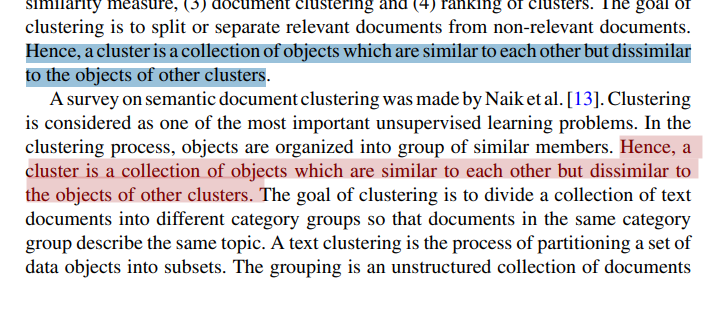 similarity measure, (3) document clustering and (4) ranking of clusters. The goal of
clustering is to split or separate relevant documents from non-relevant documents.
Hence, a cluster is a collection of objects which are similar to each other but dissimilar
to the objects of other clusters.
A survey on semantic document clustering was made by Naik et al. [13]. Clustering
is considered as one of the most important unsupervised learning problems. In the
clustering process, objects are organized into group of similar members. Hence, a
cluster is a collection of objects which are similar to each other but dissimilar to
the objects of other clusters. The goal of clustering is to divide a collection of text
documents into different category groups so that documents in the same category
group describe the same topic. A text clustering is the process of partitioning a set of
data objects into subsets. The grouping is an unstructured collection of documents